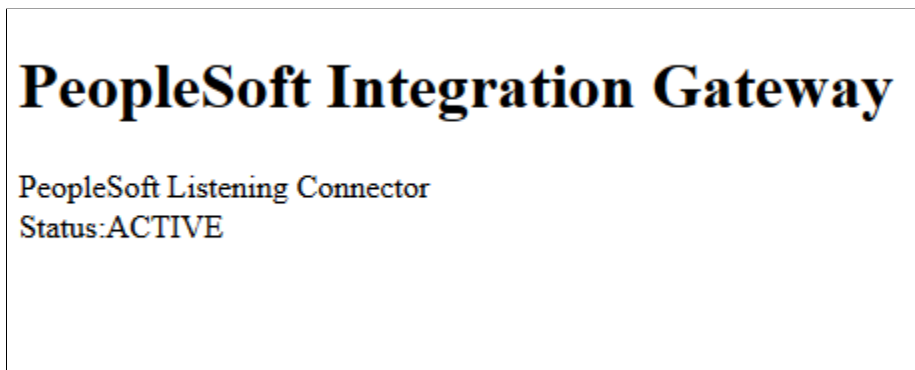 PeopleSoft Integration Gateway
PeopleSoft Listening Connector
Status:ACTIVE